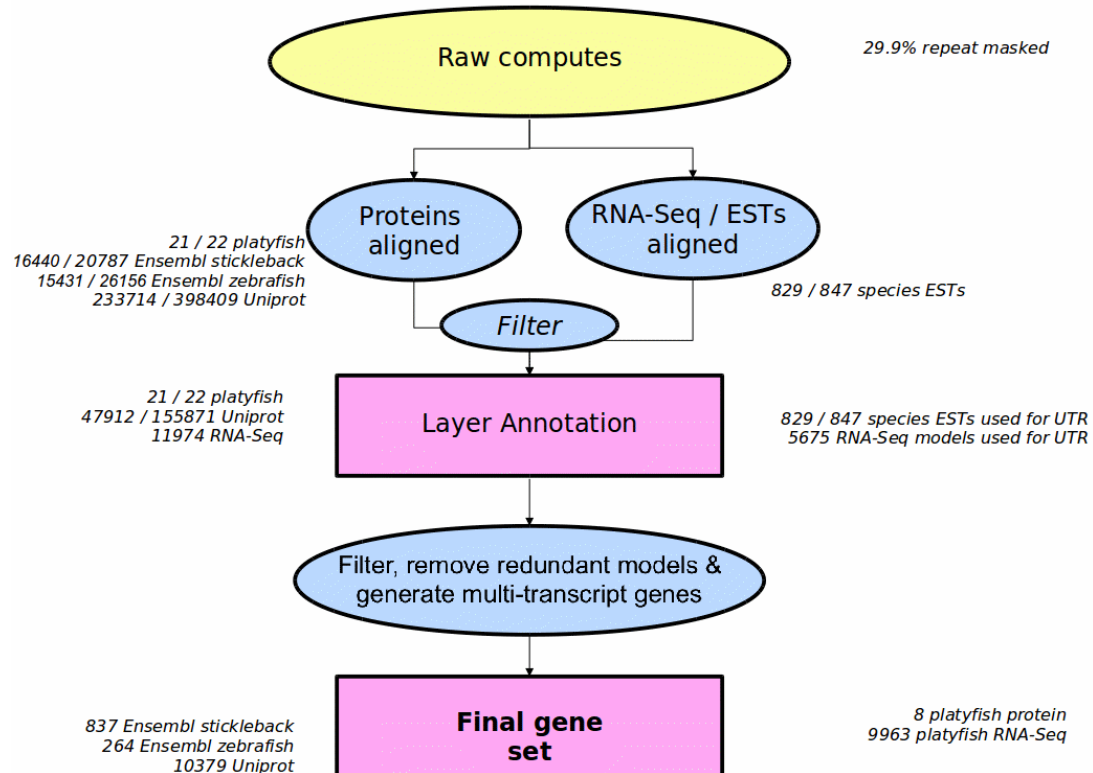 Raw computes
29.9% repeat masked
Proteins
aligned
RNA-Seq / ESTs
aligned
21 / 22 platyfish
16440 / 20787 Ensembl stickleback
15431 / 26156 Ensembl zebrafish
233714 / 398409 Uniprot
829 / 847 species ESTs
Filter
21 / 22 platyfish
47912 / 155871 Uniprot
11974 RNA-Seq
Layer Annotation
829 / 847 species ESTs used for UTR
5675 RNA-Seq models used for UTR
Filter, remove redundant models &
generate multi-transcript genes
837 Ensembl stickleback
264 Ensembl zebrafish
10379 Uniprot
Final gene
set
8 platyfish protein
9963 platyfish RNA-Seq